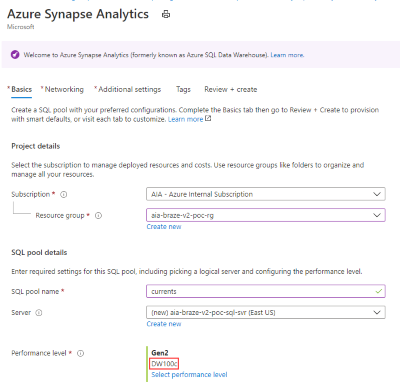 Azure Synapse Analytics
Microsoft
Welcome to Azure Synapse Analytics (formerly known as Azure SQL Data Warehouse). Learn more.
* Basics * Networking * Additional settings Tags Review + create
Create a SQL pool with your preferred configurations. Complete the Basics tab then go to Review + Create to provision
with smart defaults, or visit each tab to customize. Learn more
Project details
Select the subscription to manage deployed resources and costs. Use resource groups like folders to organize and
manage all your resources.
Subscription *
AIA - Azure Internal Subscription
Resource group *
aia-braze-v2-poc-rg
Create new
SQL pool details
Enter required settings for this SQL pool, including picking a logical server and configuring the performance level.
SQL pool name *
currents
Server
(new) aia-braze-v2-poc-sql-svr (East US)
Create new
Performance level *
Gen2
DW100c
Select performance level